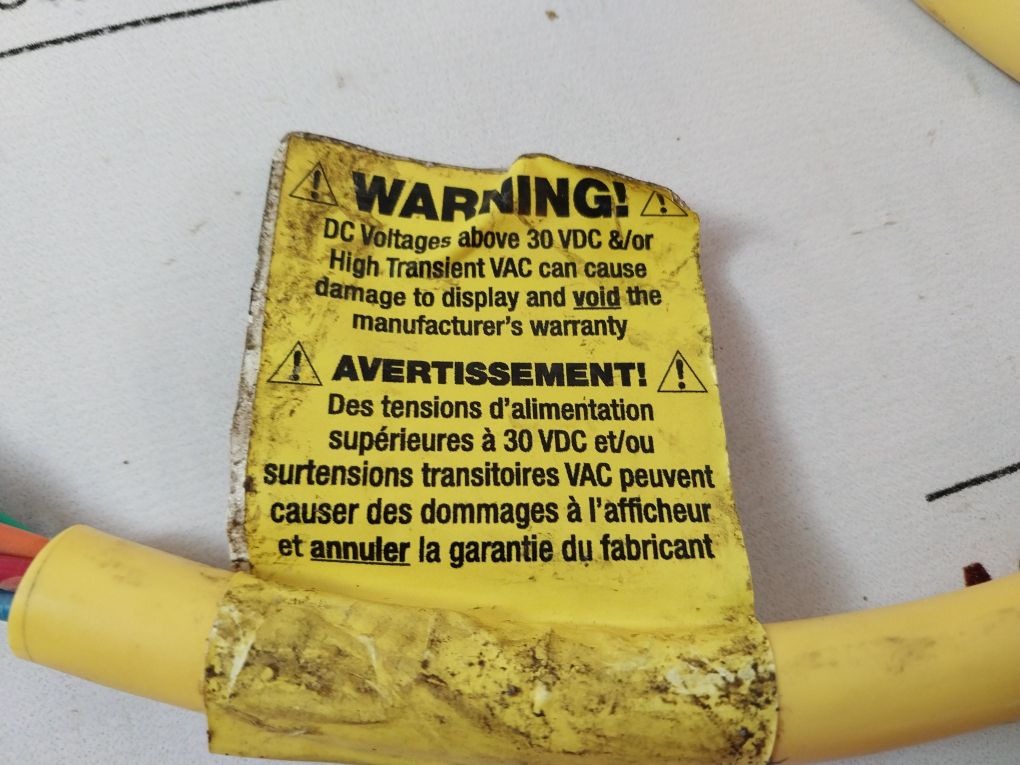 WARNING!
DC Voltages above 30 VDC &/or
High Transient VAC can cause
damage to display and void the
manufacturer's warranty
AVERTISSEMENT!
Des tensions d'alimentation
supérieures à 30 VDC et/ou
surtensions transitoires VAC peuvent
causer des dommages à l'afficheur
et annuler la garantie du fabricant